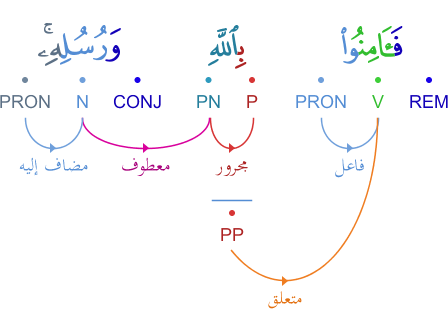 فَـَٔامِنُوا۟ بِٱللَّهِ وَرُسُلِهِۦ ۚ
REM V PRON P PN CONJ N PRON
فاعل مجرور معطوف مضاف إليه
PP
متعلق